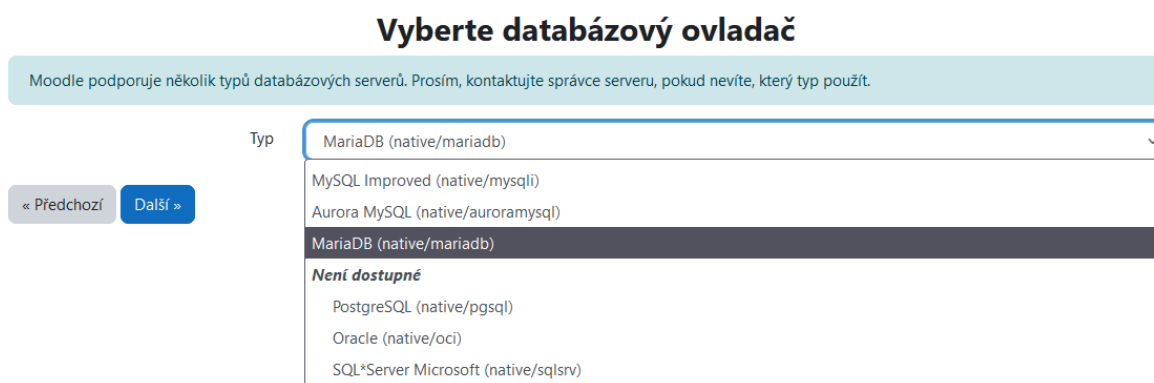 Vyberte databázový ovladač
Moodle podporuje několik typů databázových serverů. Prosím, kontaktujte správce serveru, pokud nevíte, který typ použít.
Typ
MariaDB (native/mariadb)
MySQL Improved (native/mysqli)
Aurora MySQL (native/auroramysql)
MariaDB (native/mariadb)
Není dostupné
PostgreSQL (native/pgsql)
Oracle (native/oci)
SQL*Server Microsoft (native/sqlsrv)
« Předchozí
Další »